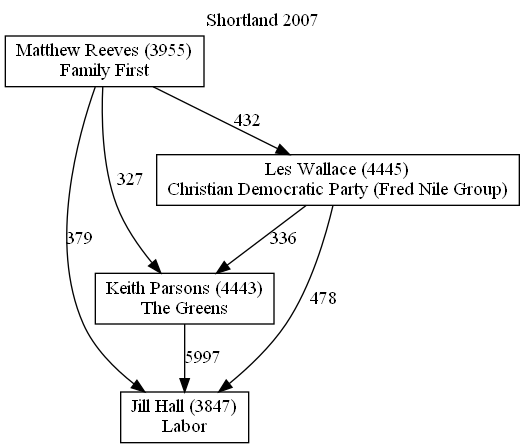 Shortland 2007
Matthew Reeves (3955)
Family First
432
Les Wallace (4445)
Christian Democratic Party (Fred Nile Group)
327
379
336
Keith Parsons (4443)
The Greens
478
5997
Jill Hall (3847)
Labor